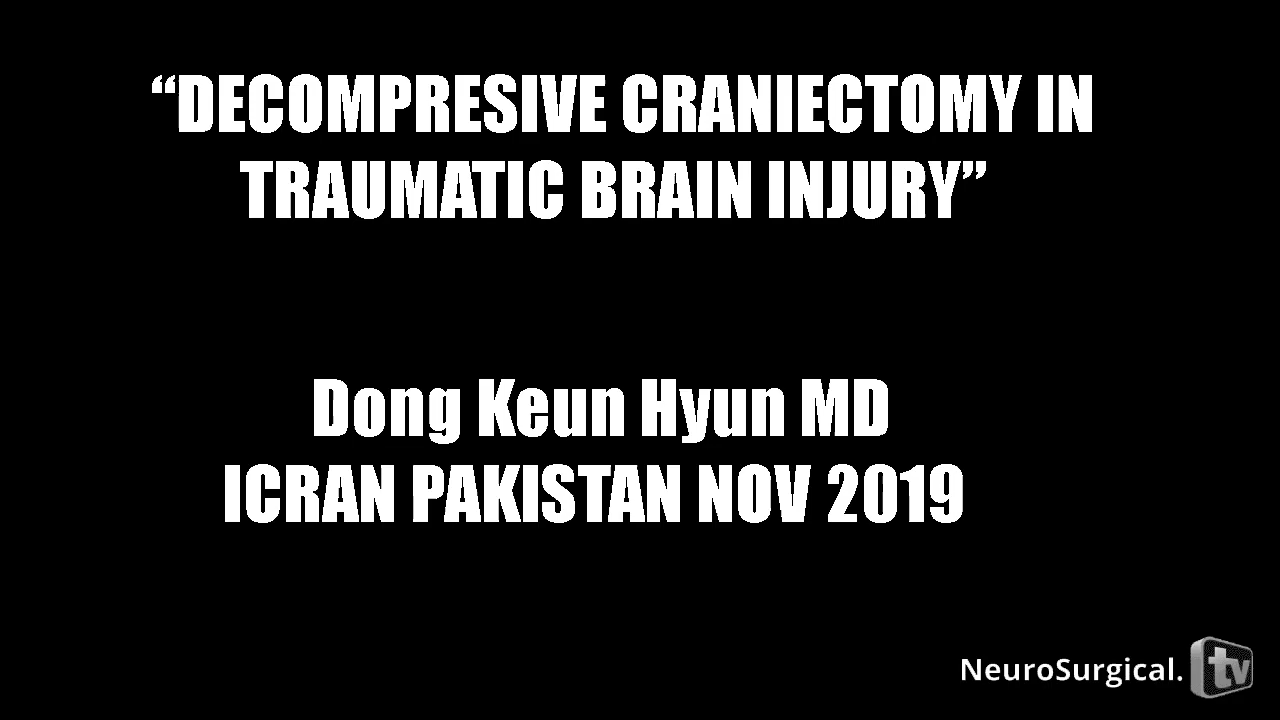 “DECOMPRESIVE CRANIECTOMY IN
TRAUMATIC BRAIN INJURY”
Dong Keun Hyun MD
ICRAN PAKISTAN NOV 2019
NeuroSurgical. tv